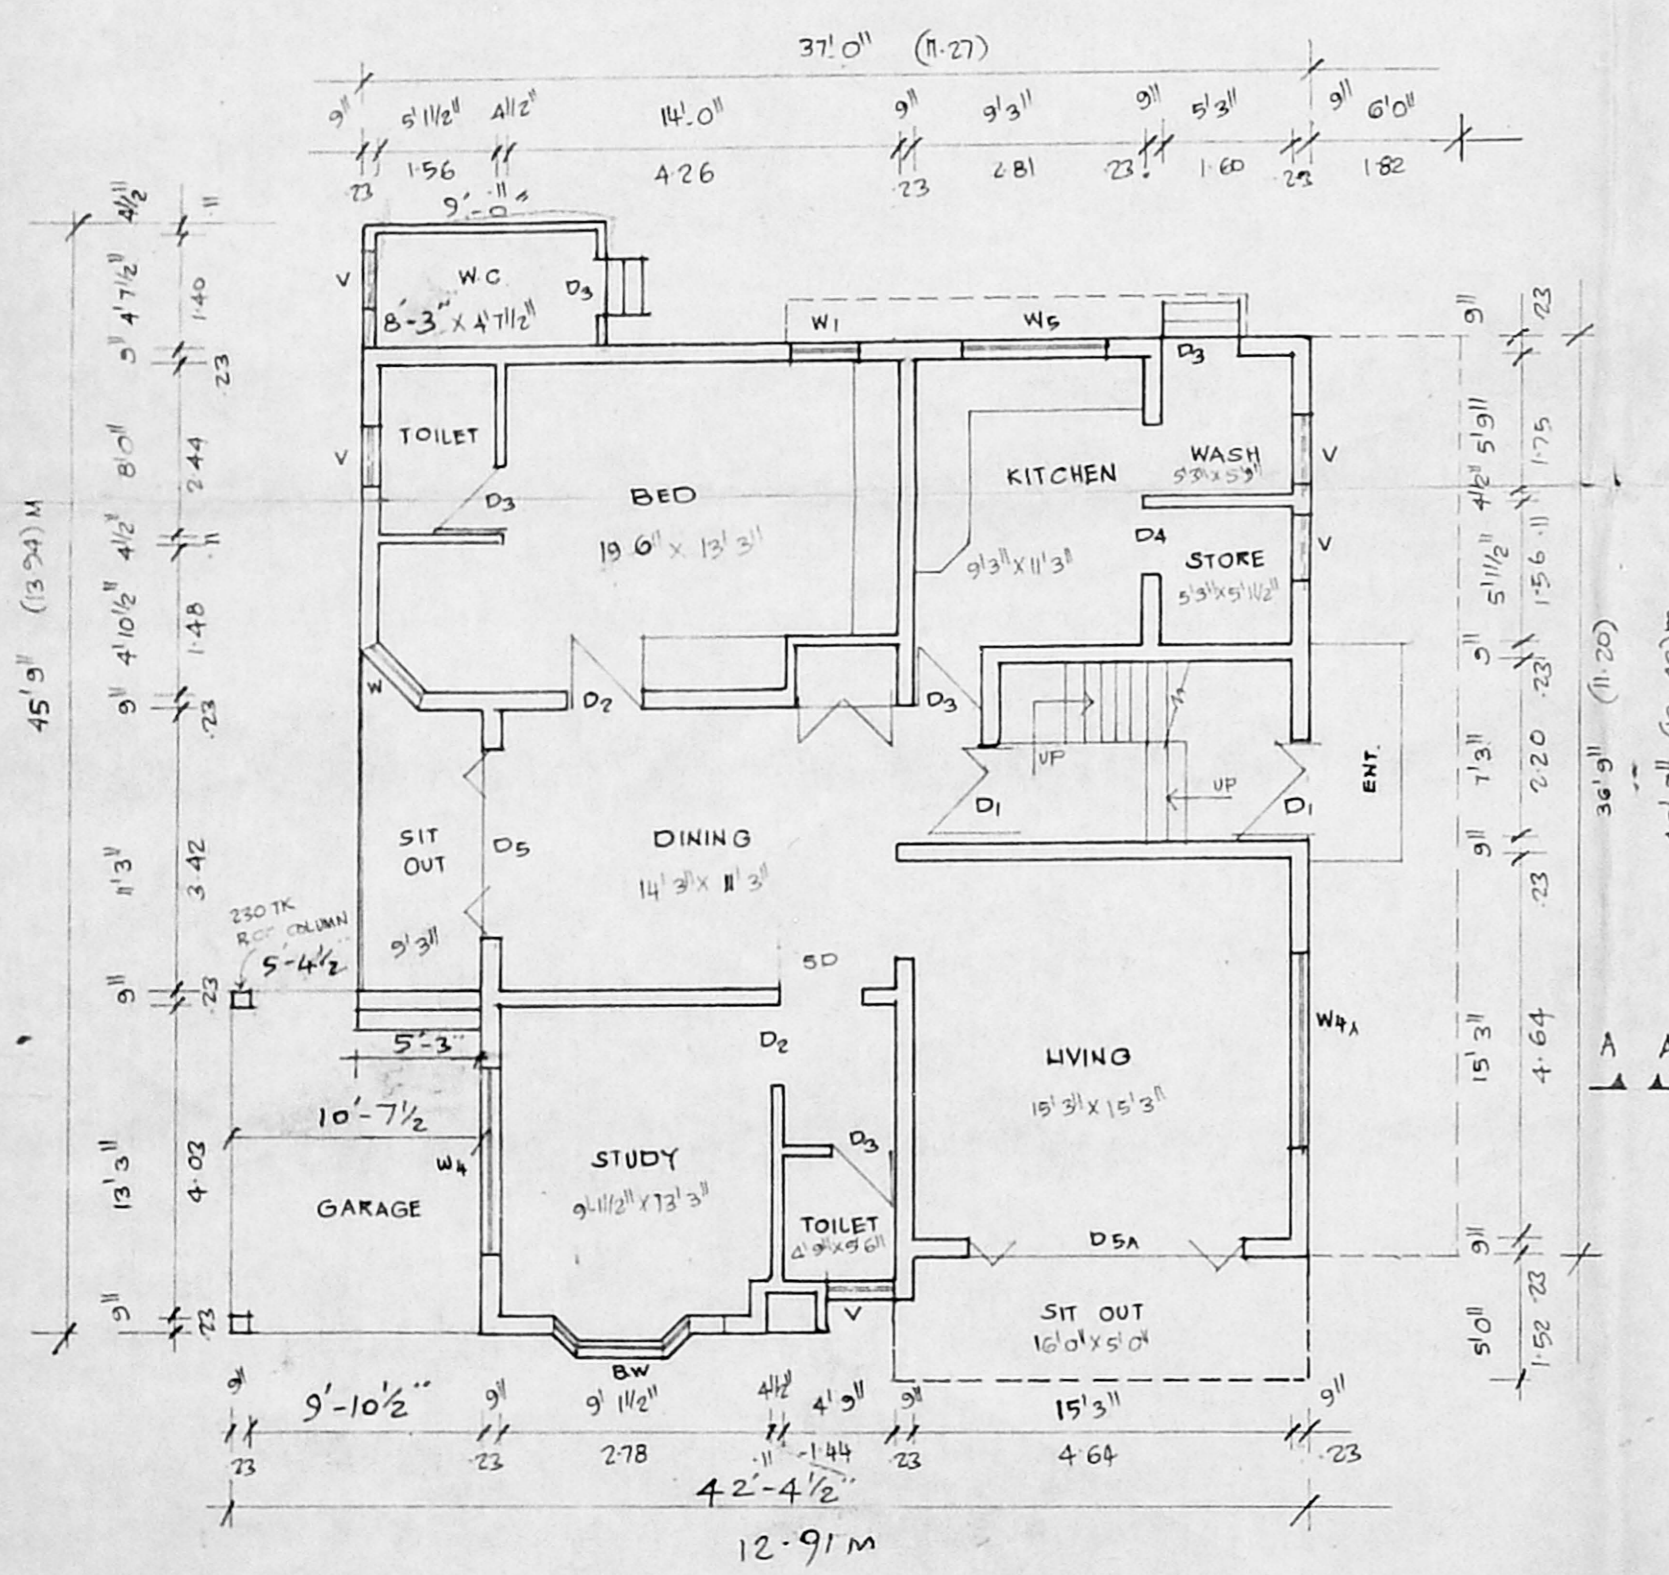 37'.0" (11.27)
9" 5'1½" 4½" 14'-0" 9" 9'3" 9" 5'3" 9" 6'0"
.23 1.56 .11 4.26 .23 2.81 .23 1.60 .23 1.82
9'-0"
4½" .11
W.C
8'-3" X 4'7½"
V
D3
4'7½" 1.40
9" .23
W1
W5
9" .23
D3
TOILET
V
D3
8'0" 2.44
BED
19 6" X 13'3"
KITCHEN
9'3" X 11'3"
WASH
5'3" X 5'9"
V
5'9" 1.75
4½" .11
D4
STORE
5'3" X 5'1½"
V
5'1½" 1.56
4½" .11
45'9" (13 94) M
4'10½" 1.48
9" .23
W
D2
D3
9" .23
36'9" (11.20)
UP
UP
D1
D1
ENT.
7'3" 2.20
9" .23
SIT
OUT
9'3"
D5
DINING
14'3" X 11'3"
11'3" 3.42
230 TK
RCC COLUMN
5'-4½"
9" .23
SD
5'-3"
D2
10'-7½
W4
LIVING
15'3" X 15'3"
W4A
15'3" 4.64
A
A
13'3" 4.03
GARAGE
STUDY
9'1½" X 13'3"
D3
TOILET
4'9" X 5'6"
D5A
9" .23
9" .23
V
SIT OUT
16'0" X 5'0"
5'0" 1.52
BW
9" 9'-10½" 9" 9'1½" 4½" 4'9" 9" 15'3" 9"
.23 .23 2.78 .11 1.44 .23 4.64 .23
42'-4½"
12.91 M